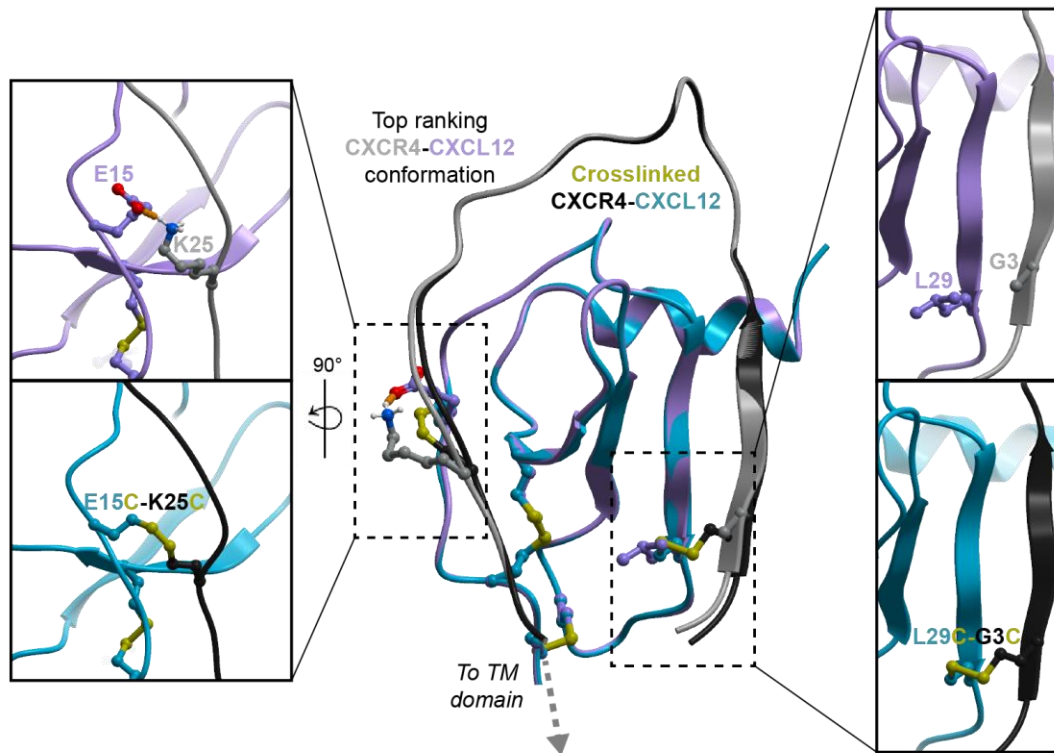 Top ranking
CXCR4-CXCL12
conformation
Crosslinked
CXCR4-CXCL12
E15
K25
90°
E15C-K25C
L29
G3
L29C-G3C
To TM
domain